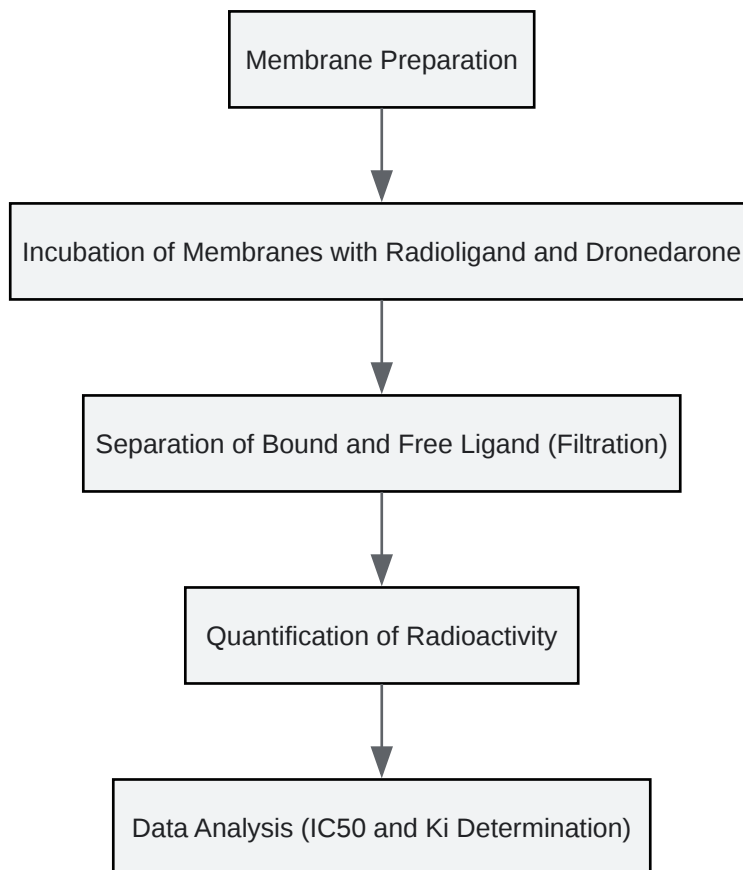 Membrane Preparation
Incubation of Membranes with Radioligand and Dronedarone
Separation of Bound and Free Ligand (Filtration)
Quantification of Radioactivity
Data Analysis (IC50 and Ki Determination)